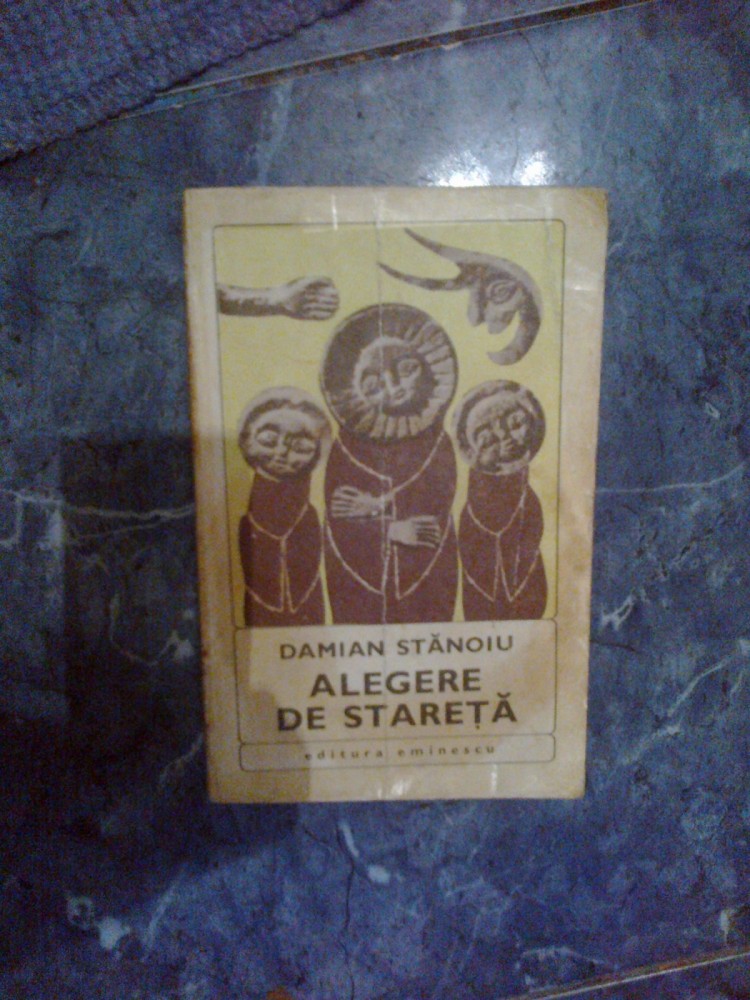 DAMIAN STĂNOIU
ALEGERE
DE STAREȚĂ
editura eminescu